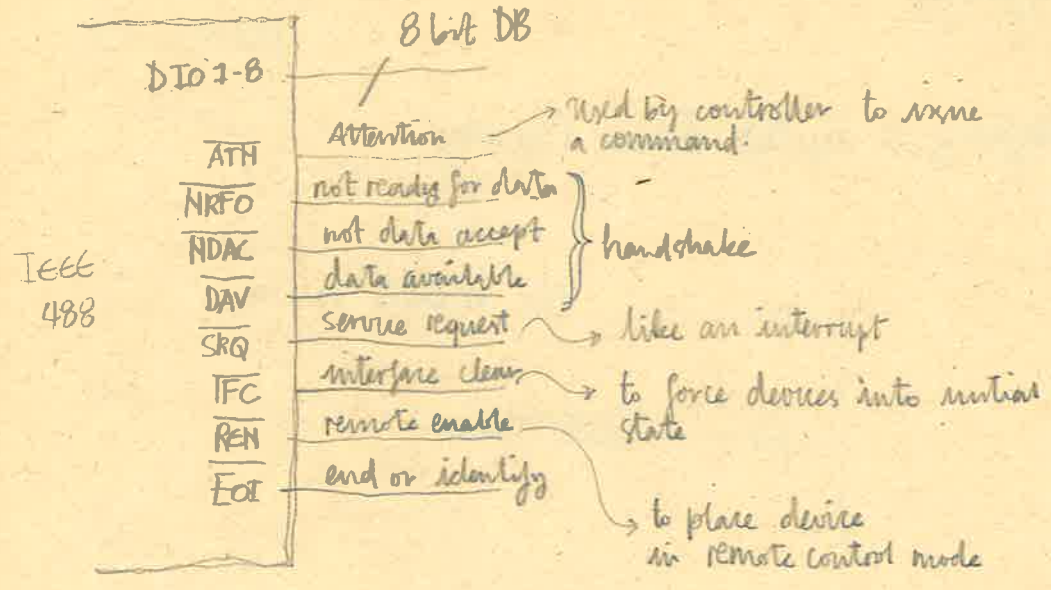 8 bit DB
DIO 1-8
Attention → Used by controller to issue
a command.
ATN
not ready for data
NRFD
not data accept
handshake
NDAC
IEEE
488
data available
DAV
service request → like an interrupt
SRQ
interface clear → to force devices into initial
state
IFC
remote enable
REN
end or identify
EOI
to place device
in remote control mode